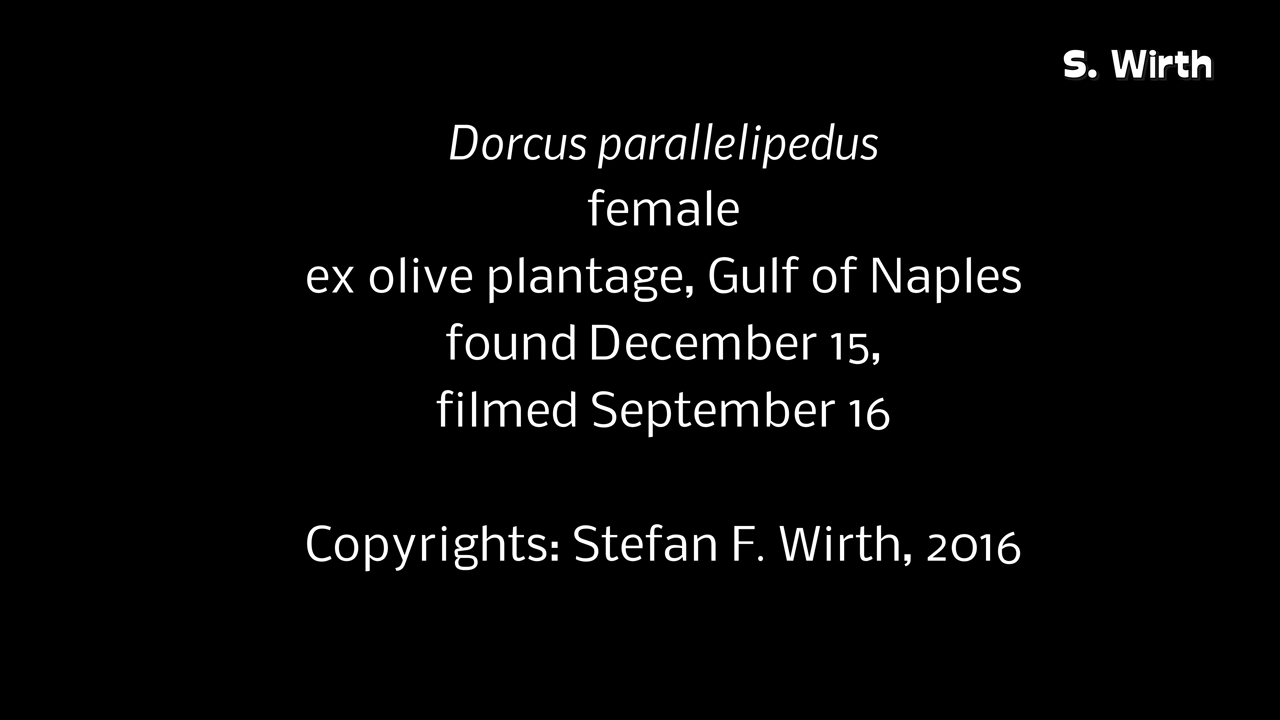 S. Wirth
Dorcus parallelipedus
female
ex olive plantage, Gulf of Naples
found December 15,
filmed September 16
Copyrights: Stefan F. Wirth, 2016